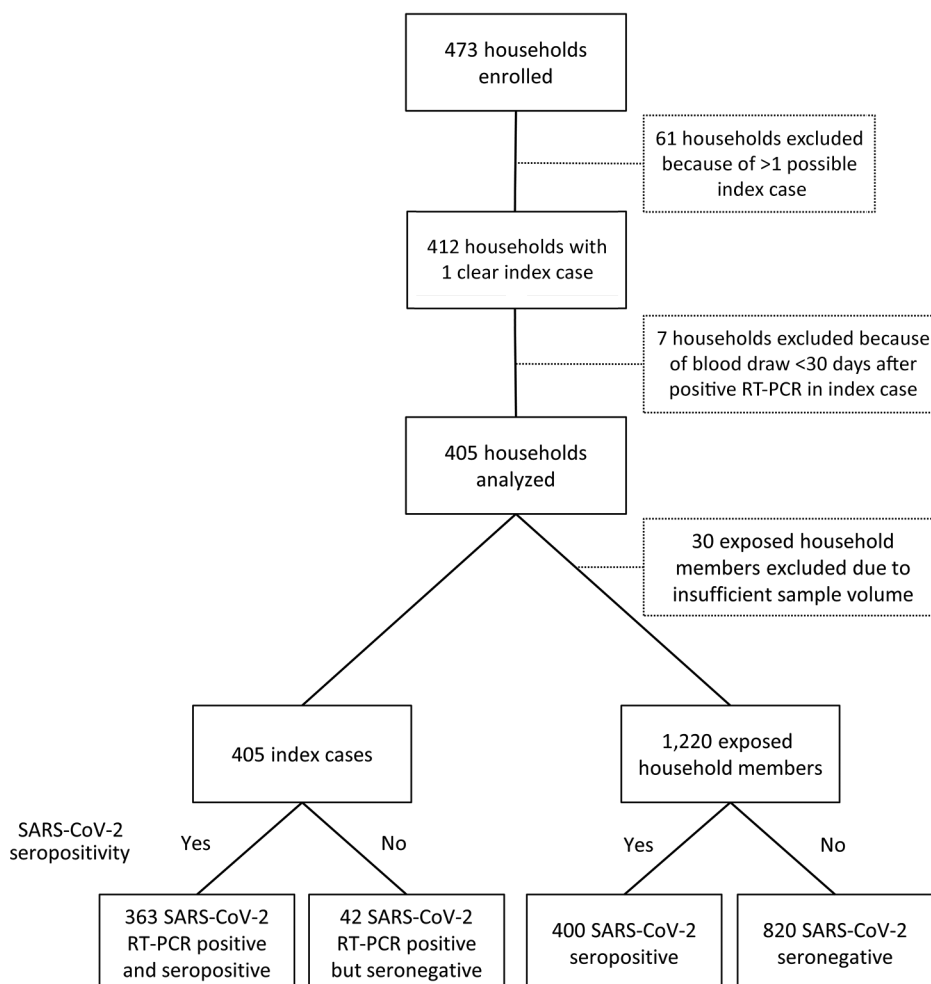 473 households
enrolled
61 households excluded
because of >1 possible
index case
412 households with
1 clear index case
7 households excluded because
of blood draw <30 days after
positive RT-PCR in index case
405 households
analyzed
30 exposed household
members excluded due to
insufficient sample volume
405 index cases
1,220 exposed
household members
SARS-CoV-2
seropositivity
Yes
No
Yes
No
363 SARS-CoV-2
RT-PCR positive
and seropositive
42 SARS-CoV-2
RT-PCR positive
but seronegative
400 SARS-CoV-2
seropositive
820 SARS-CoV-2
seronegative